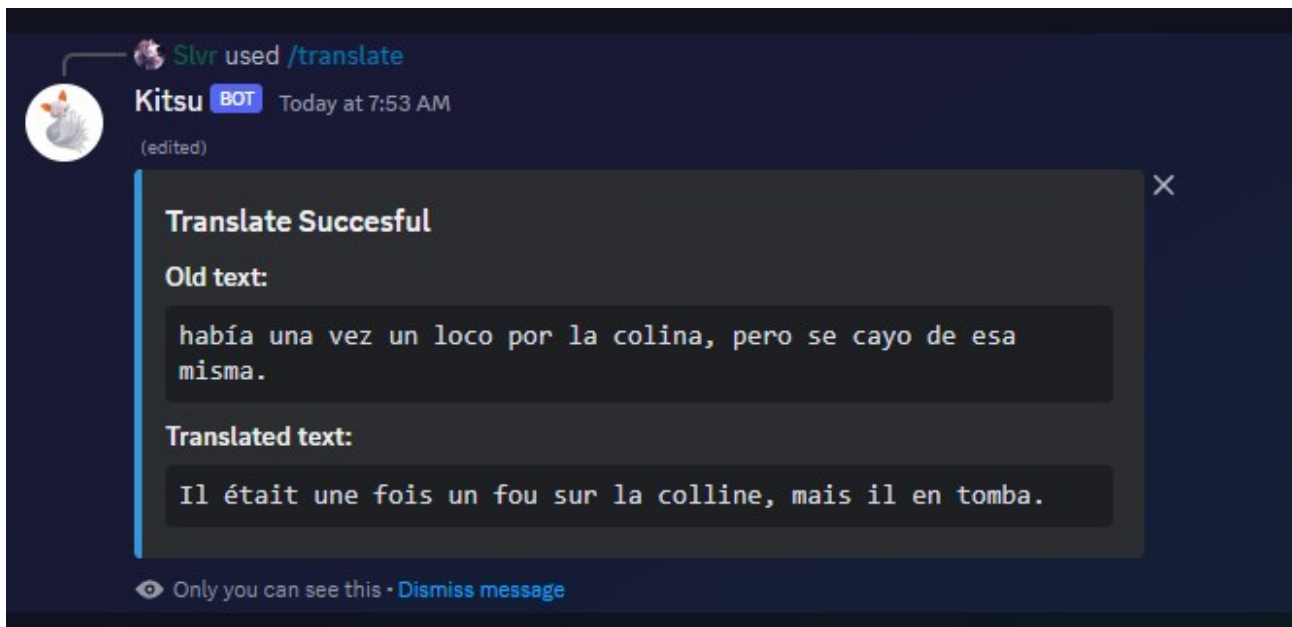 Slvr used /translate
Kitsu BOT Today at 7:53 AM
(edited)
Translate Succesful
Old text:
había una vez un loco por la colina, pero se cayo de esa
misma.
Translated text:
Il était une fois un fou sur la colline, mais il en tomba.
Only you can see this • Dismiss message